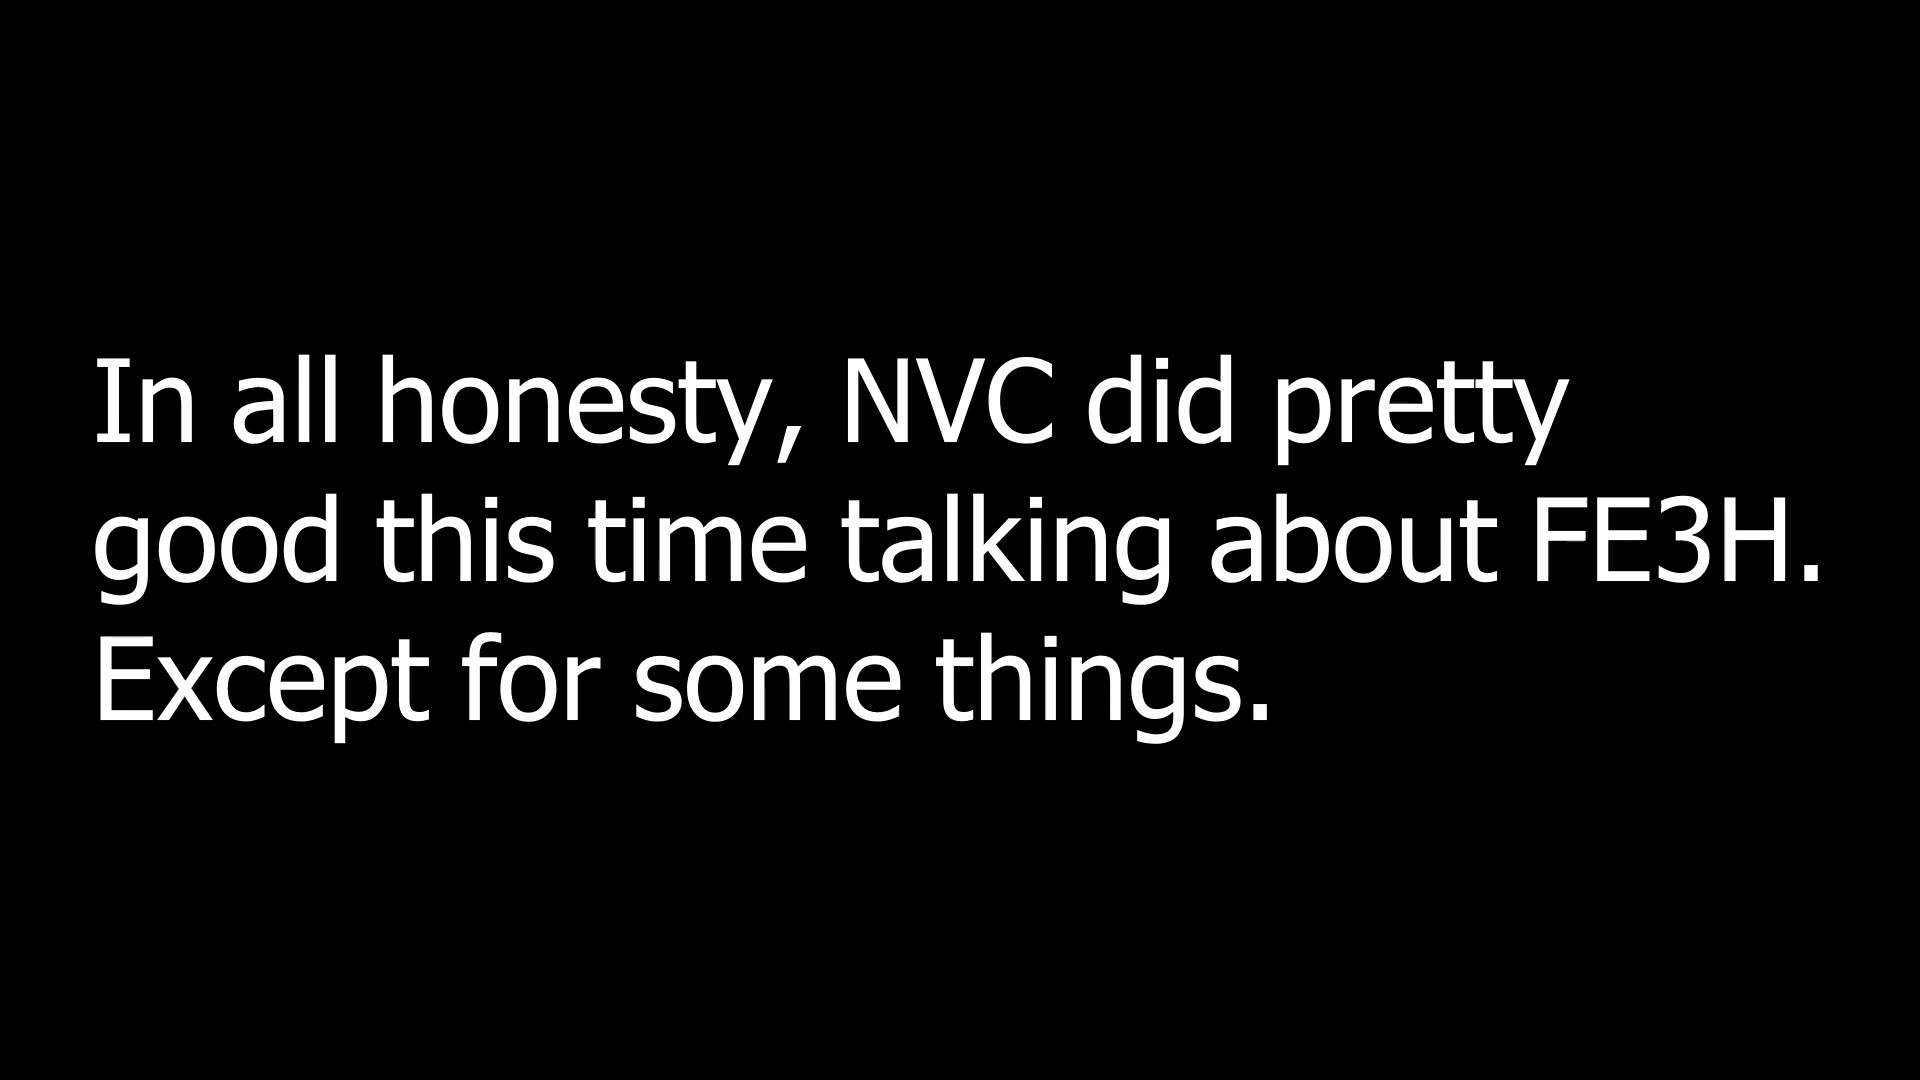 In all honesty, NVC did pretty
good this time talking about FE3H.
Except for some things.